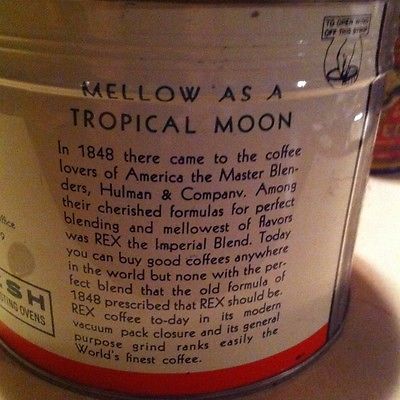 TO OPEN WIND
OFF THIS STRIP
MELLOW AS A
TROPICAL MOON
In 1848 there came to the coffee
lovers of America the Master Blen-
ders, Hulman & Company. Among
their cherished formulas for perfect
blending and mellowest of flavors
was REX the Imperial Blend. Today
you can buy good coffees anywhere
in the world but none with the per-
fect blend that the old formula of
1848 prescribed that REX should be.
REX coffee to-day in its modern
vacuum pack closure and its general
purpose grind ranks easily the
World's finest coffee.
SH
OVENS